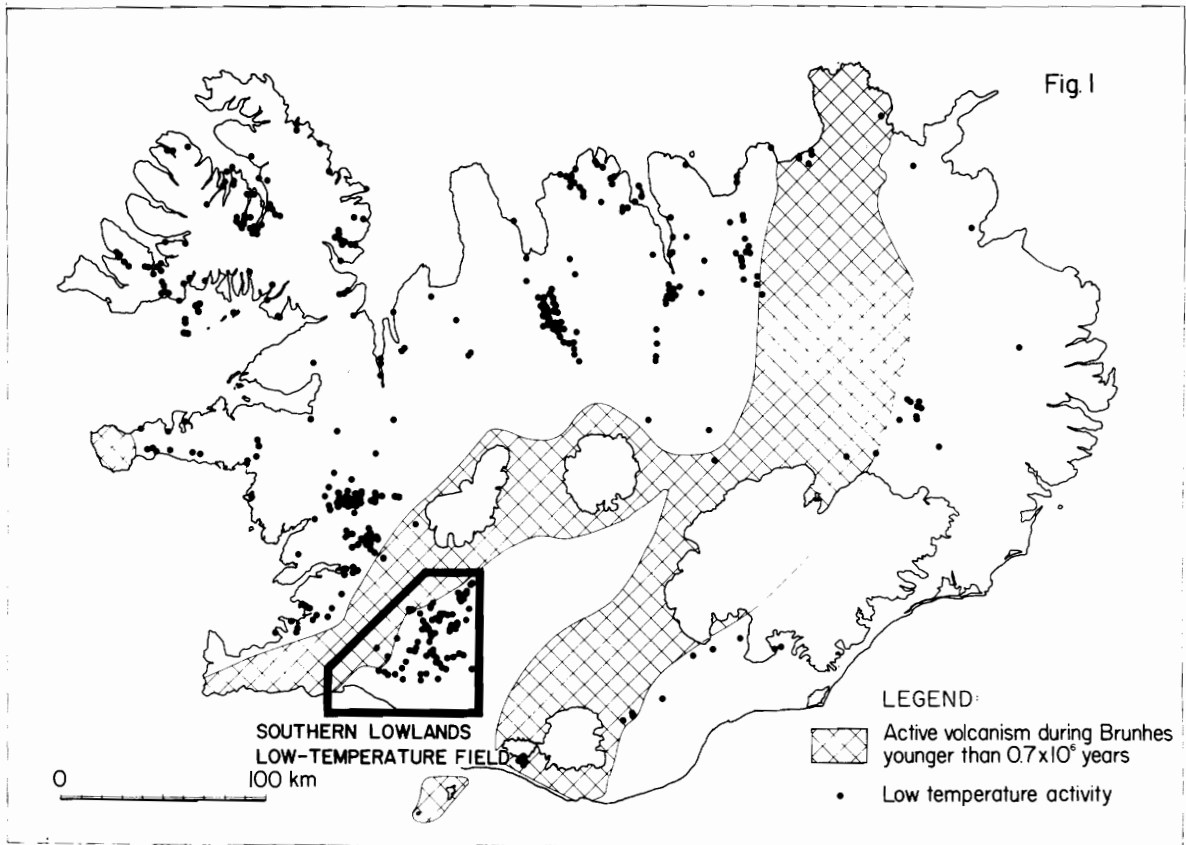 Fig. 1
SOUTHERN LOWLANDS
LOW-TEMPERATURE FIELD
0 100 km
LEGEND:
Active volcanism during Brunhes
younger than 0.7x10⁶ years
Low temperature activity